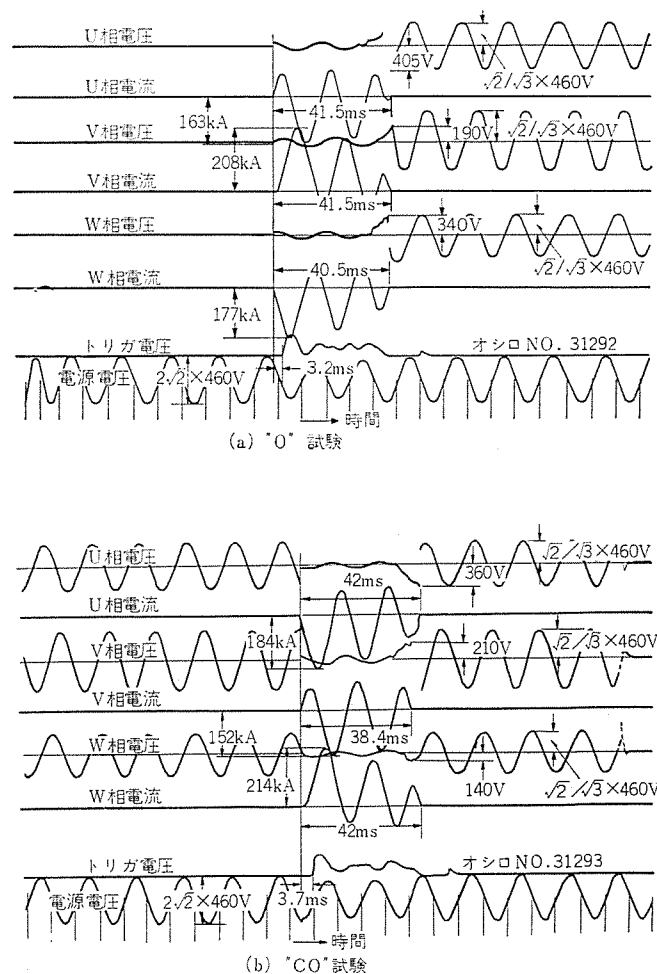 U相電圧
405V
√2/√3×460V
U相電流
163kA
41.5ms
V相電圧
190V
√2/√3×460V
208kA
V相電流
41.5ms
W相電圧
340V
√2/√3×460V
40.5ms
W相電流
177kA
トリガ電圧
オシロNO. 31292
電源電圧
2√2×460V
3.2ms
時間
(a) "O" 試験
U相電圧
√2/√3×460V
360V
42ms
U相電流
184kA
V相電圧
210V
√2/√3×460V
V相電流
38.4ms
152kA
W相電圧
214kA
140V
√2/√3×460V
W相電流
42ms
トリガ電圧
オシロNO.31293
電源電圧
2√2×460V
3.7ms
時間
(b) "CO"試験